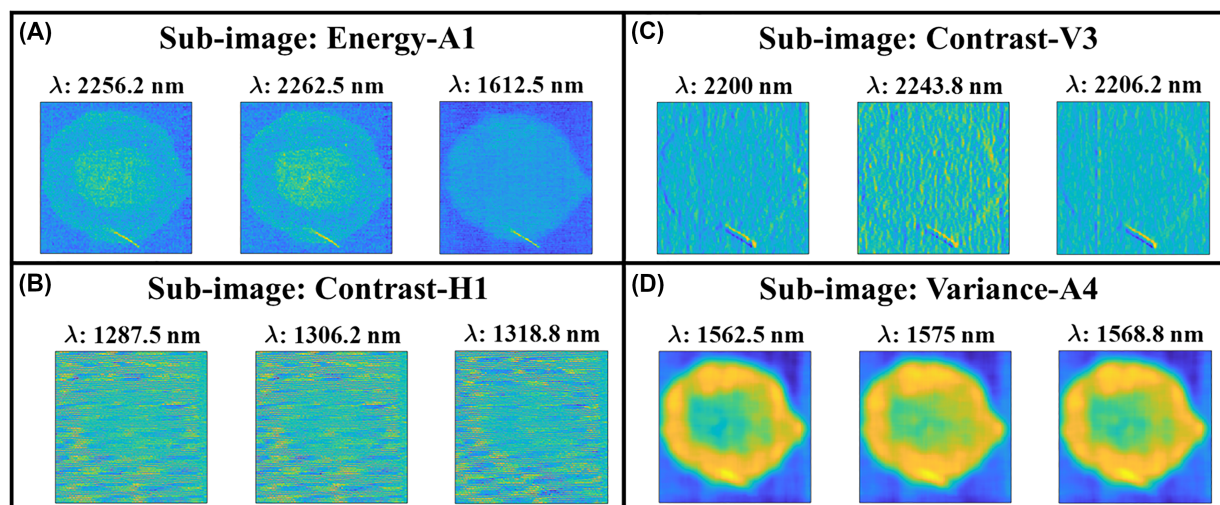 (A)
Sub-image: Energy-A1
λ: 2256.2 nm
λ: 2262.5 nm
λ: 1612.5 nm
(B)
Sub-image: Contrast-H1
λ: 1287.5 nm
λ: 1306.2 nm
λ: 1318.8 nm
(C)
Sub-image: Contrast-V3
λ: 2200 nm
λ: 2243.8 nm
λ: 2206.2 nm
(D)
Sub-image: Variance-A4
λ: 1562.5 nm
λ: 1575 nm
λ: 1568.8 nm